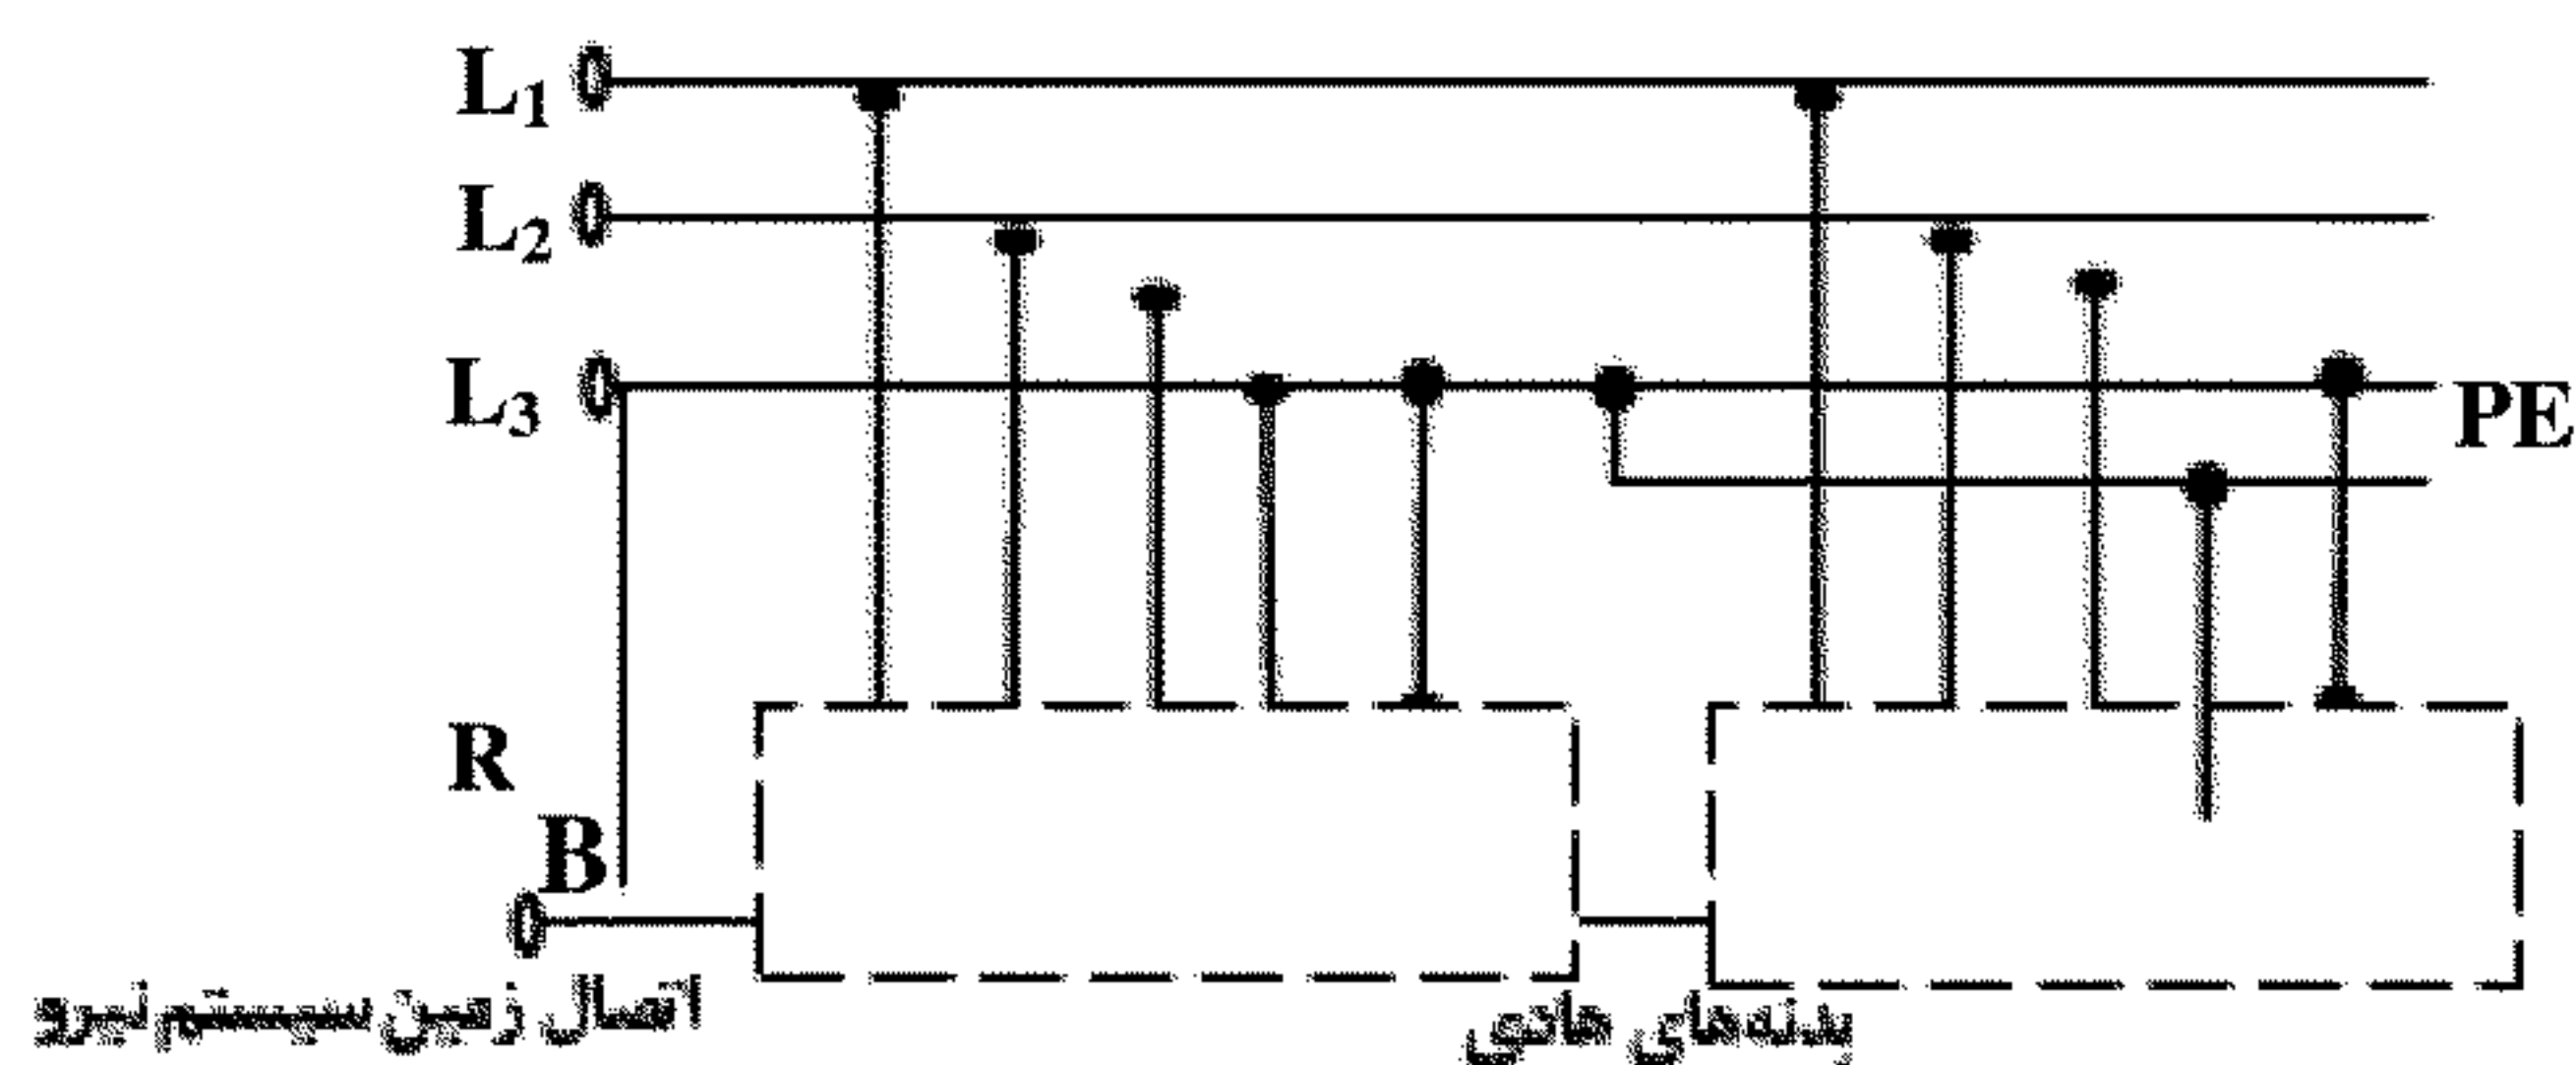 L1
L2
L3
PE
R
B
اتصال زمین سیستم نیرو
بدنه‌های هادی